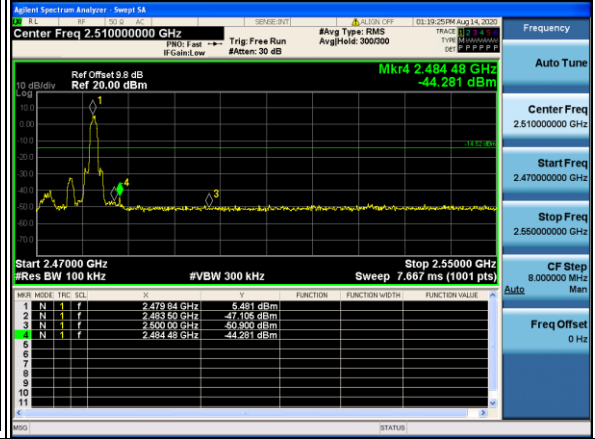 Agilent Spectrum Analyzer - Swept SA
RL RF 50 Ω AC SENSE:INT ALIGN OFF 01:19:25PM Aug 14, 2020
Center Freq 2.510000000 GHz
PNO: Fast
IFGain:Low
Trig: Free Run
#Atten: 30 dB
#Avg Type: RMS
Avg|Hold: 300/300
TRACE 1 2 3 4 5 6
TYPE M
DET P P P P P P
Frequency
Auto Tune
Center Freq
2.510000000 GHz
Start Freq
2.470000000 GHz
Stop Freq
2.550000000 GHz
CF Step
8.000000 MHz
Auto Man
Freq Offset
0 Hz
Mkr4 2.484 48 GHz
-44.281 dBm
Ref Offset 9.8 dB
10 dB/div Ref 20.00 dBm
Log
10.0
0.00
-10.0
-20.0
-30.0
-40.0
-50.0
-60.0
-70.0
1
4
3
Start 2.47000 GHz Stop 2.55000 GHz
#Res BW 100 kHz #VBW 300 kHz Sweep 7.667 ms (1001 pts)
MKR MODE TRC SCL X Y FUNCTION FUNCTION WIDTH FUNCTION VALUE
1 N 1 f 2.479 84 GHz 5.481 dBm
2 N 1 f 2.483 50 GHz -47.105 dBm
3 N 1 f 2.500 00 GHz -50.900 dBm
4 N 1 f 2.484 48 GHz -44.281 dBm
5
6
7
8
9
10
11
MSG STATUS